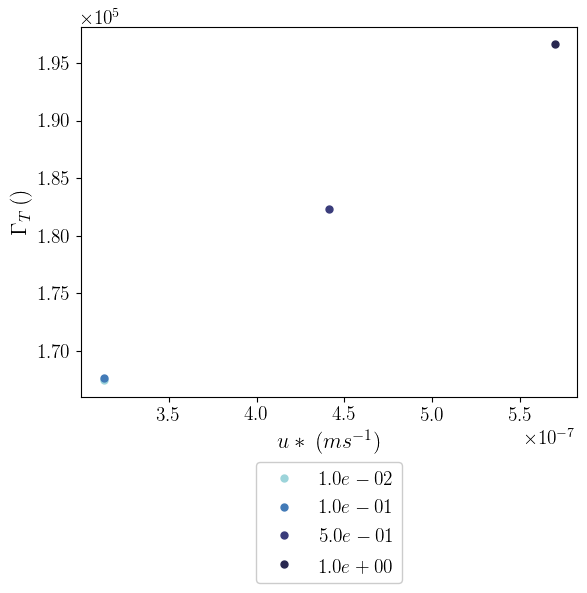 ×10⁵
1.95
1.90
1.85
1.80
1.75
1.70
Γ_T ()
3.5 4.0 4.5 5.0 5.5
×10⁻⁷
u∗ (ms⁻¹)
1.0e − 02
1.0e − 01
5.0e − 01
1.0e + 00